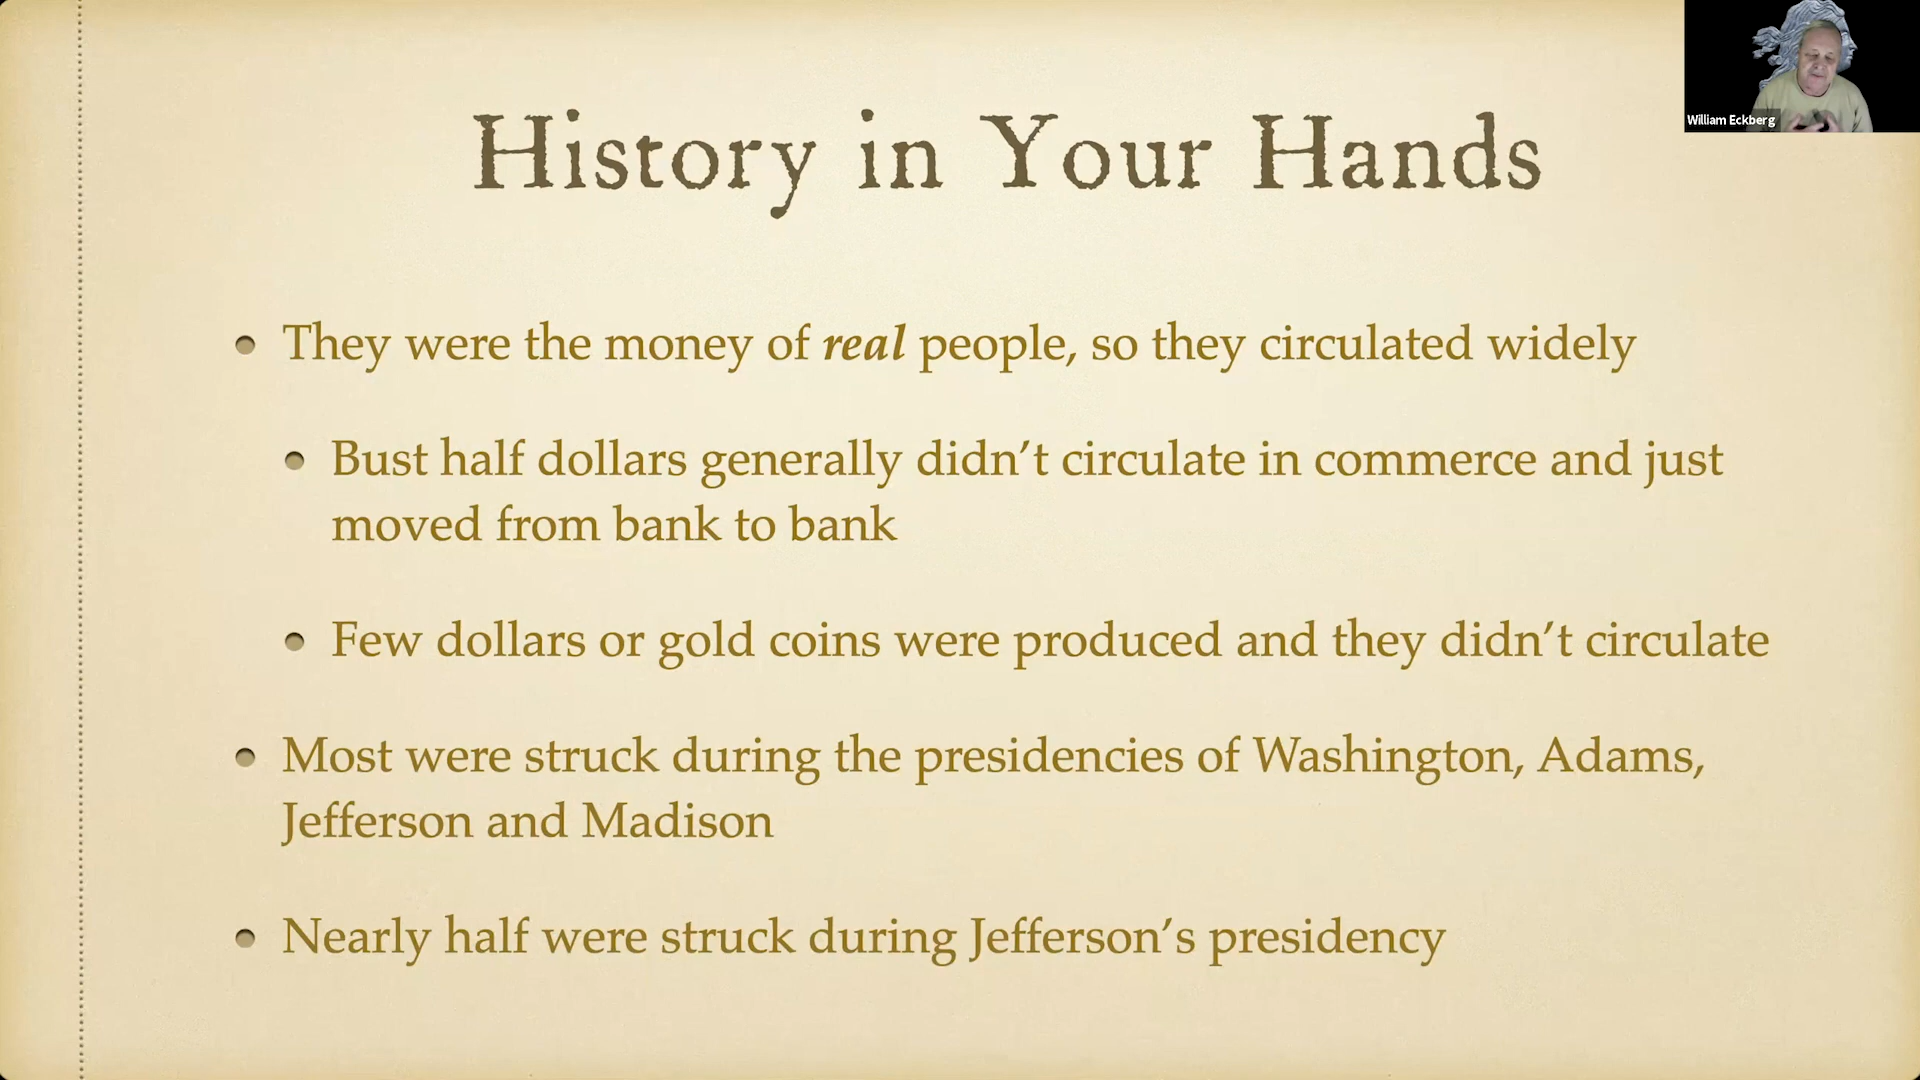 History in Your Hands
William Eckberg
• They were the money of real people, so they circulated widely
• Bust half dollars generally didn’t circulate in commerce and just
moved from bank to bank
• Few dollars or gold coins were produced and they didn’t circulate
• Most were struck during the presidencies of Washington, Adams,
Jefferson and Madison
• Nearly half were struck during Jefferson’s presidency